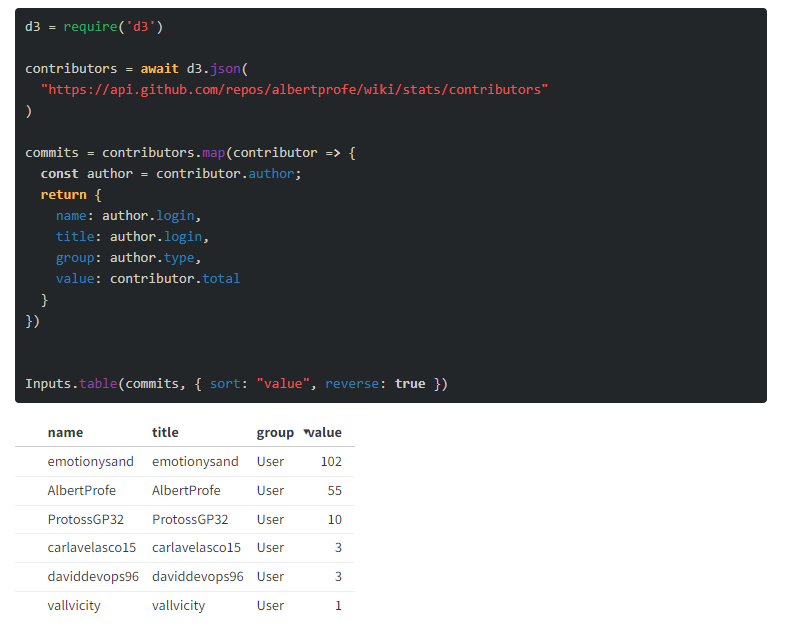 d3 = require('d3')
contributors = await d3.json(
"https://api.github.com/repos/albertprofe/wiki/stats/contributors"
)
commits = contributors.map(contributor => {
const author = contributor.author;
return {
name: author.login,
title: author.login,
group: author.type,
value: contributor.total
}
})
Inputs.table(commits, { sort: "value", reverse: true })
name title group ▾value
emotionysand emotionysand User 102
AlbertProfe AlbertProfe User 55
ProtossGP32 ProtossGP32 User 10
carlavelasco15 carlavelasco15 User 3
daviddevops96 daviddevops96 User 3
vallvicity vallvicity User 1